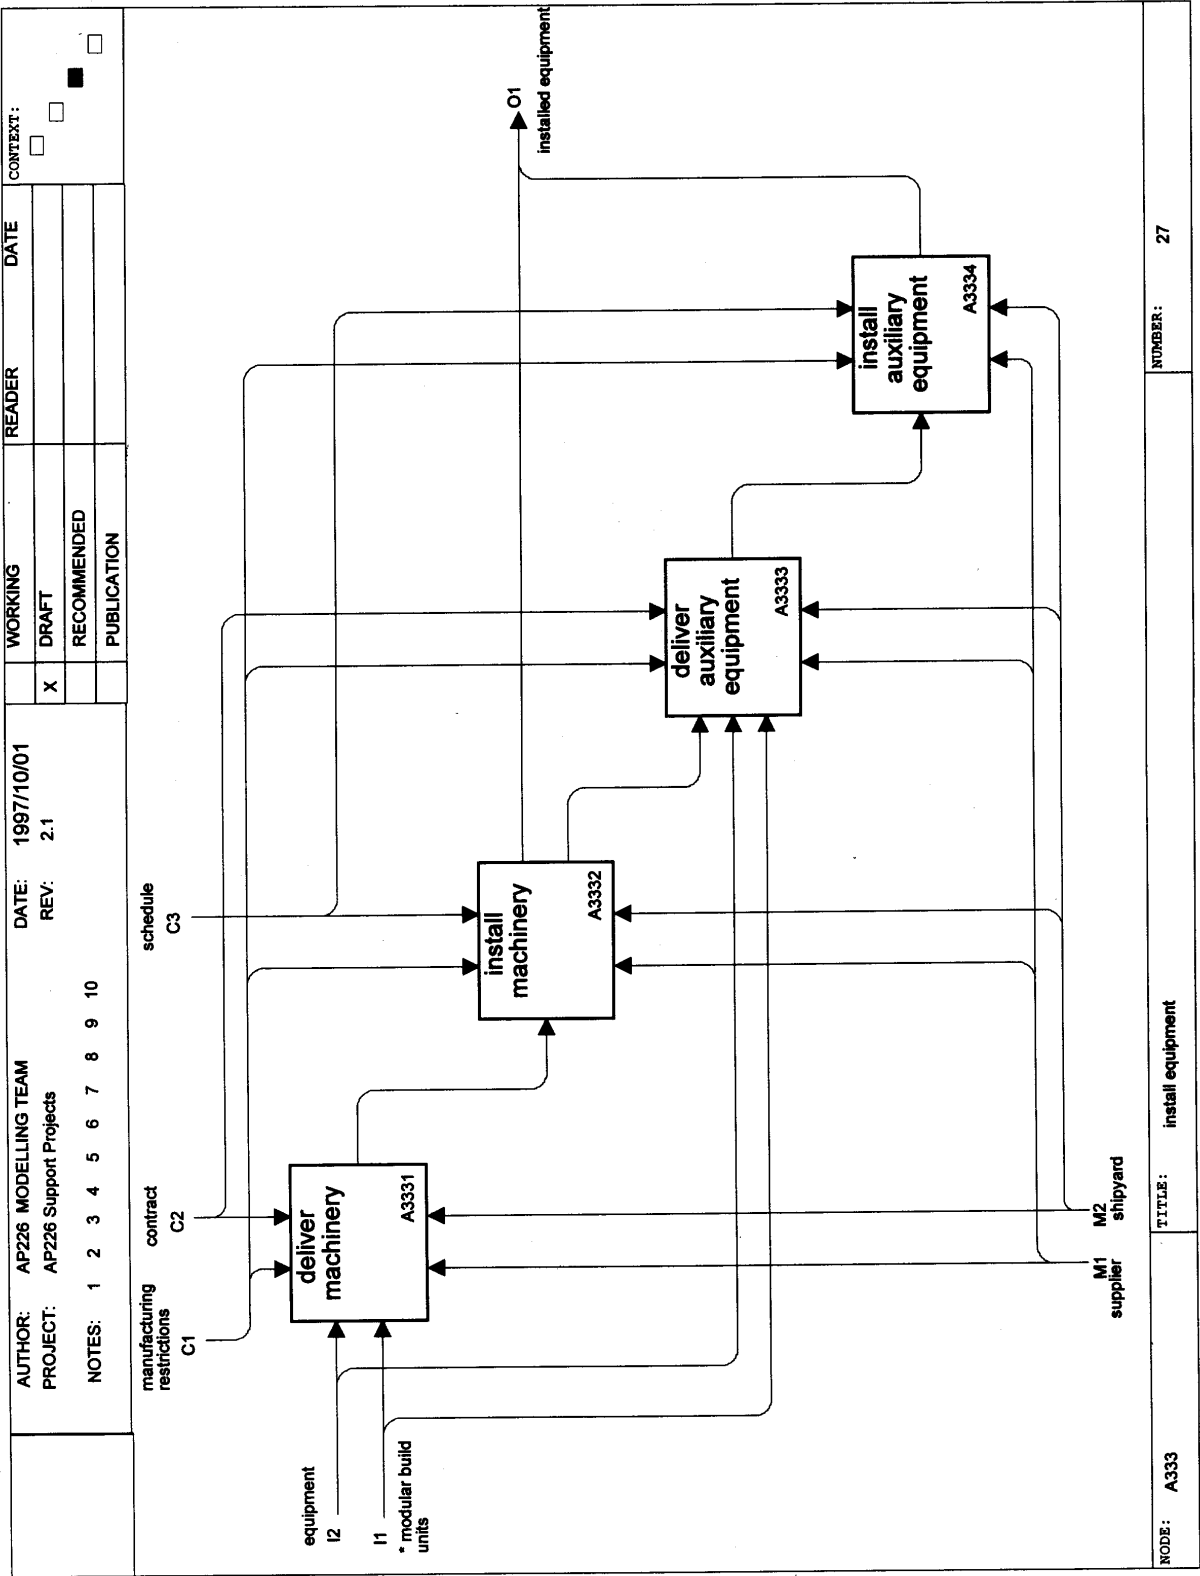 AUTHOR: AP226 MODELLING TEAM
DATE: 1997/10/01
WORKING
READER
DATE
CONTEXT:
PROJECT: AP226 Support Projects
REV: 2.1
X DRAFT
RECOMMENDED
NOTES: 1 2 3 4 5 6 7 8 9 10
PUBLICATION
manufacturing
restrictions
C1
contract
C2
schedule
C3
equipment
I2
I1
* modular build
units
deliver
machinery
A3331
install
machinery
A3332
deliver
auxiliary
equipment
A3333
install
auxiliary
equipment
A3334
O1
installed equipment
M1
supplier
M2
shipyard
NODE: A333
TITLE: install equipment
NUMBER: 27